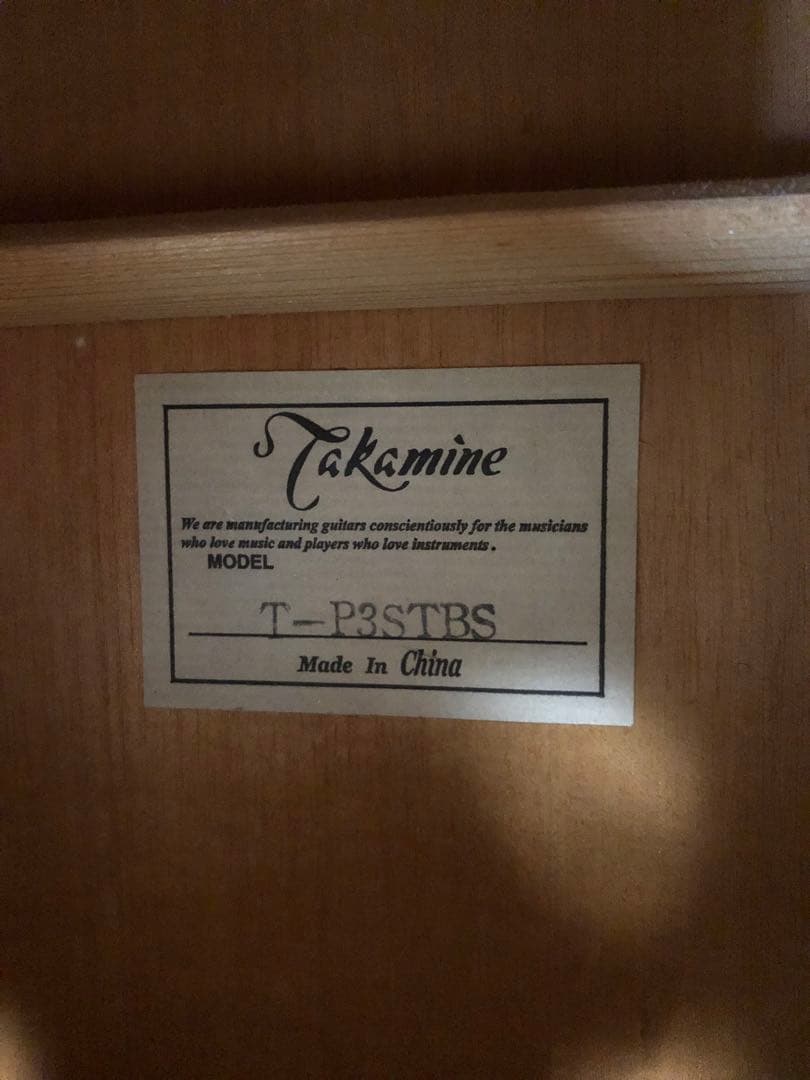 Takamine
We are manufacturing guitars conscientiously for the musicians
who love music and players who love instruments.
MODEL
T-P3STBS
Made In China